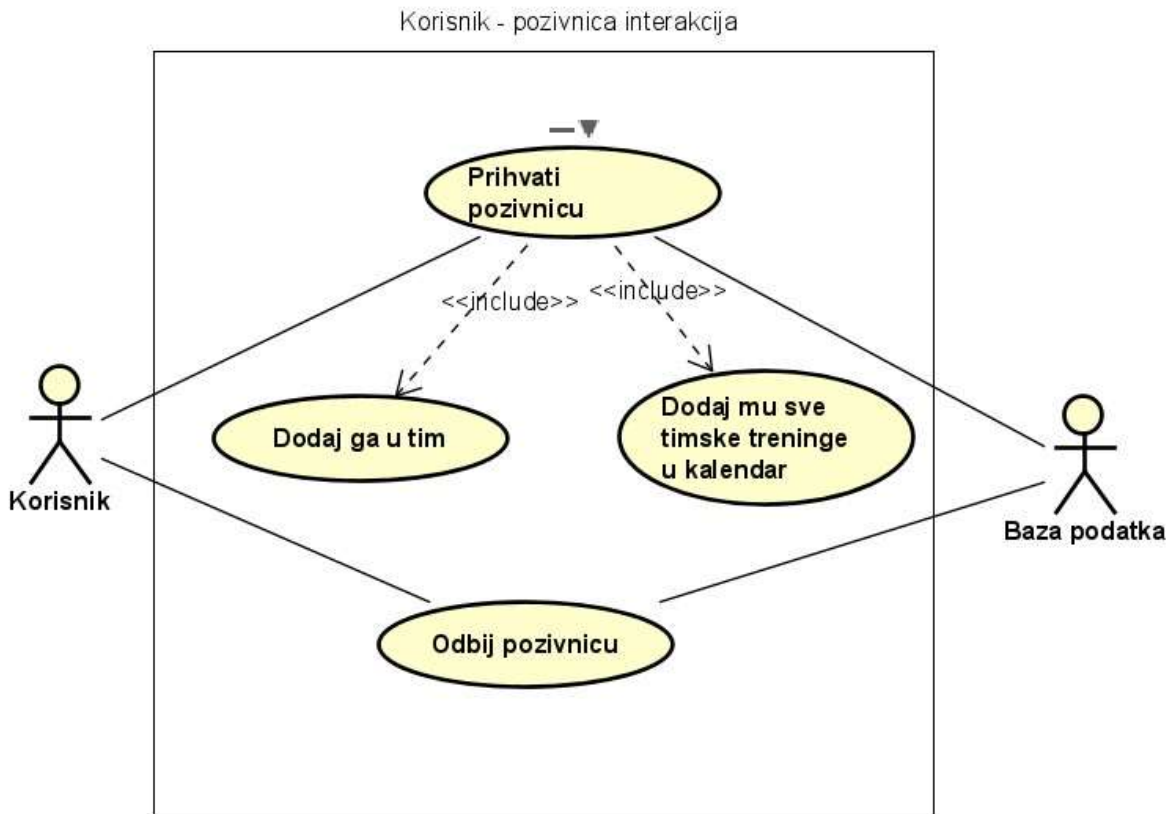 Korisnik - pozivnica interakcija
Prihvati
pozivnicu
<<include>>
<<include>>
Dodaj ga u tim
Dodaj mu sve
timske treninge
u kalendar
Korisnik
Baza podatka
Odbij pozivnicu